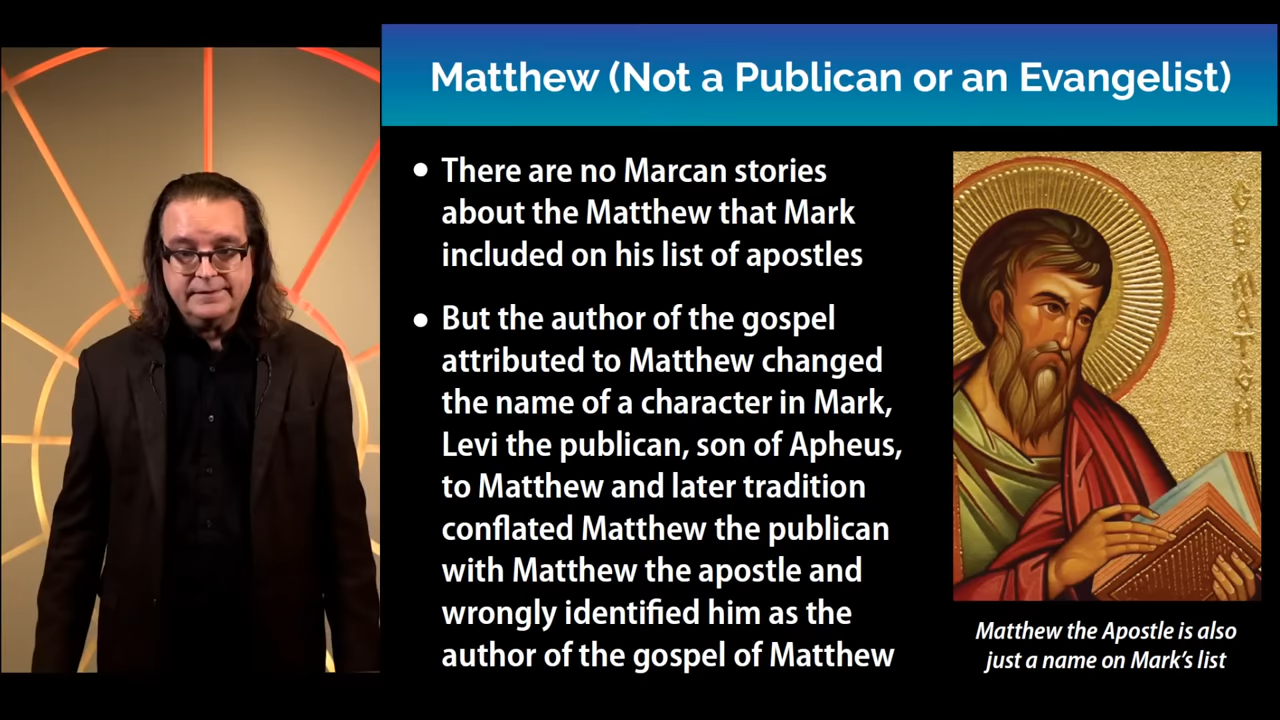 Matthew (Not a Publican or an Evangelist)
• There are no Marcan stories
about the Matthew that Mark
included on his list of apostles
• But the author of the gospel
attributed to Matthew changed
the name of a character in Mark,
Levi the publican, son of Apheus,
to Matthew and later tradition
conflated Matthew the publican
with Matthew the apostle and
wrongly identified him as the
author of the gospel of Matthew
Matthew the Apostle is also
just a name on Mark's list